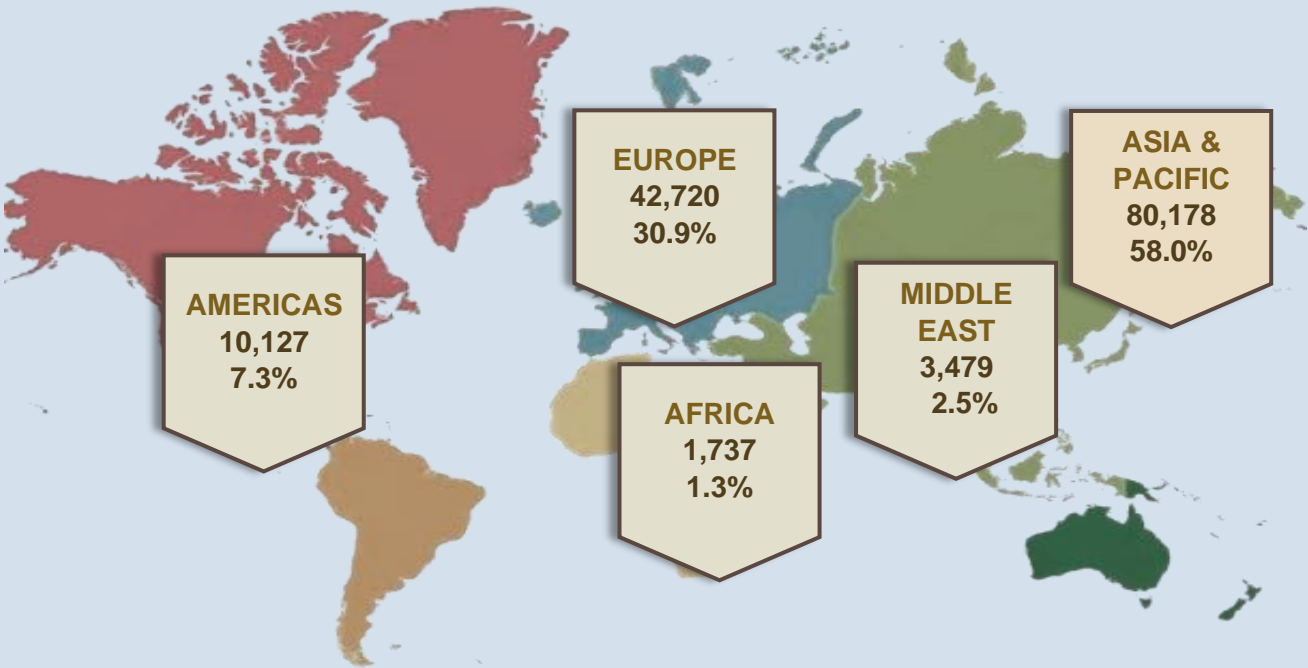 EUROPE
42,720
30.9%
ASIA &
PACIFIC
80,178
58.0%
AMERICAS
10,127
7.3%
MIDDLE
EAST
3,479
2.5%
AFRICA
1,737
1.3%